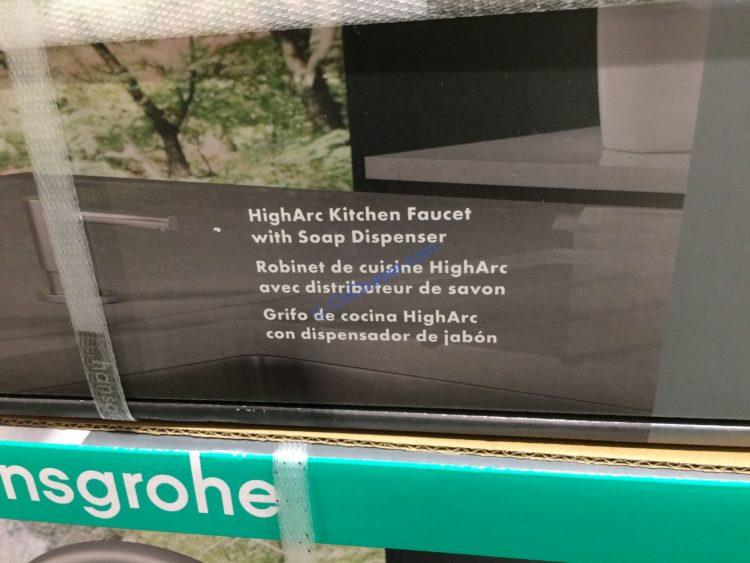 HighArc Kitchen Faucet
with Soap Dispenser
Robinet de cuisine HighArc
avec distributeur de savon
Grifo de cocina HighArc
con dispensador de jabón
nsgrohe